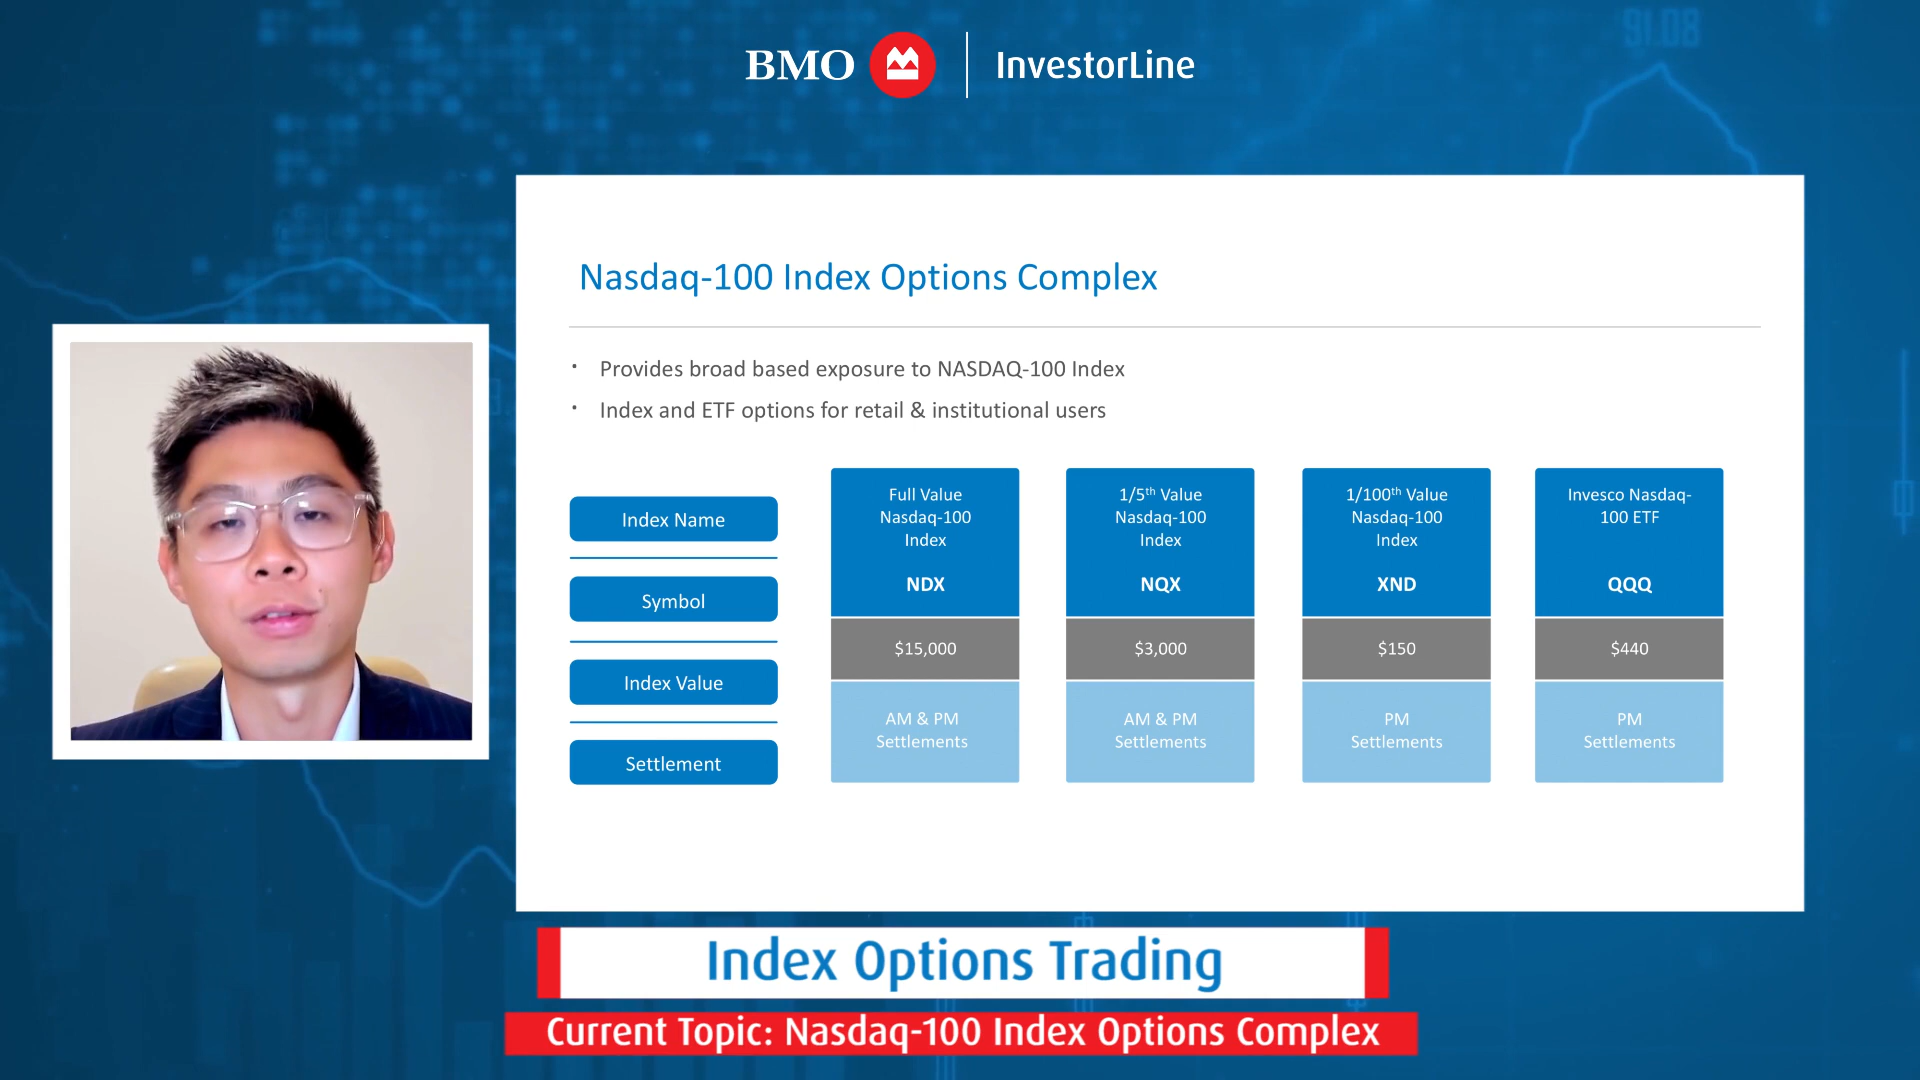 BMO InvestorLine
91.08
Nasdaq-100 Index Options Complex
· Provides broad based exposure to NASDAQ-100 Index
· Index and ETF options for retail & institutional users
Index Name
Symbol
Index Value
Settlement
Full Value
Nasdaq-100
Index
NDX
$15,000
AM & PM
Settlements
1/5th Value
Nasdaq-100
Index
NQX
$3,000
AM & PM
Settlements
1/100th Value
Nasdaq-100
Index
XND
$150
PM
Settlements
Invesco Nasdaq-
100 ETF
QQQ
$440
PM
Settlements
Index Options Trading
Current Topic: Nasdaq-100 Index Options Complex